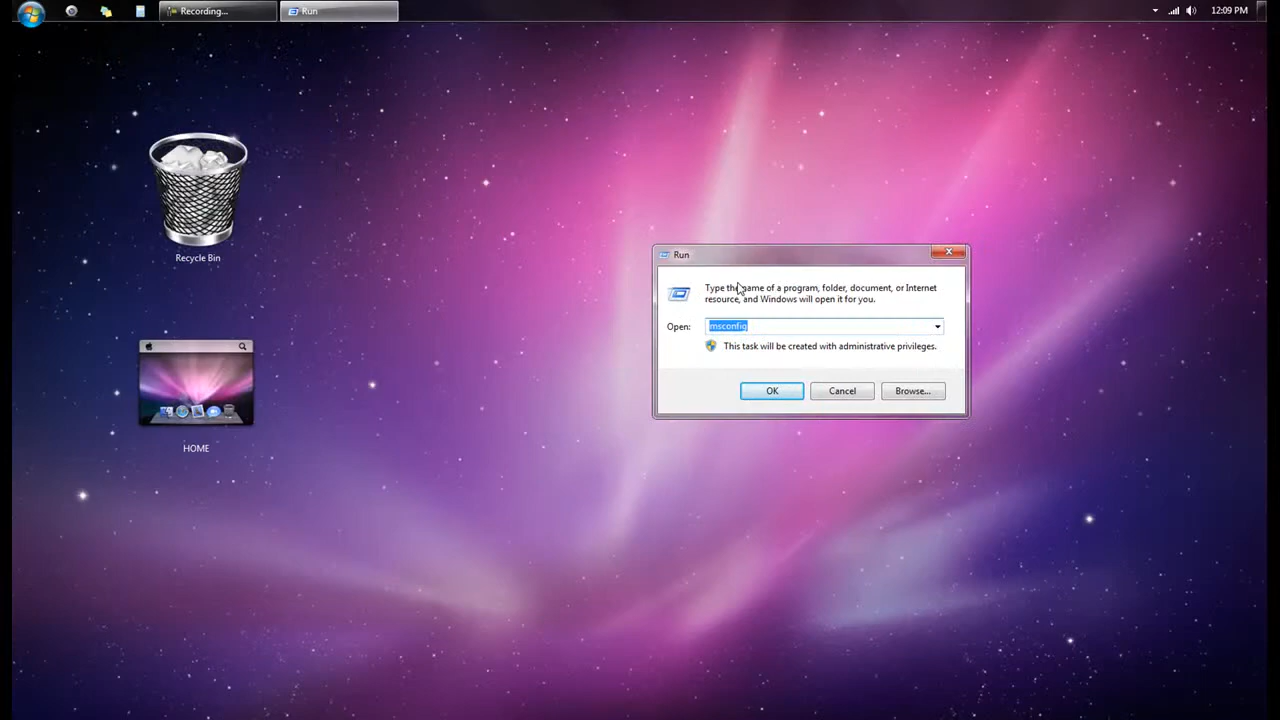 Recording...
Run
12:09 PM
Recycle Bin
HOME
Run
Type the name of a program, folder, document, or Internet
resource, and Windows will open it for you.
Open:
msconfig
This task will be created with administrative privileges.
OK
Cancel
Browse...